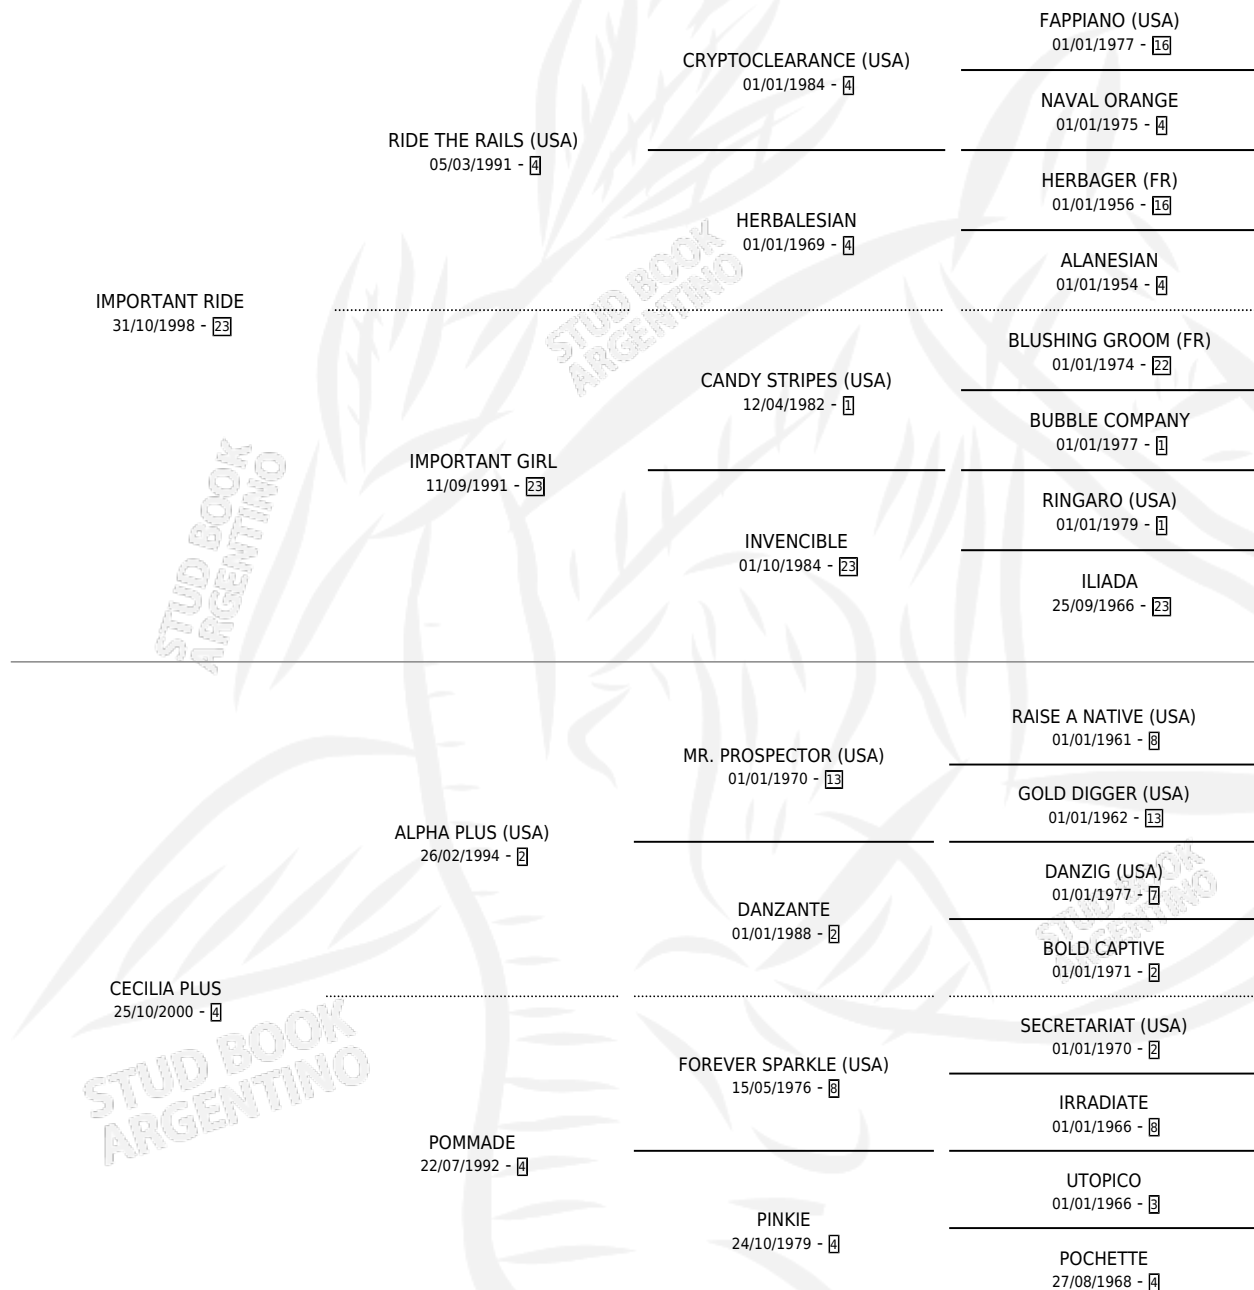 FAPPIANO (USA)
01/01/1977 - 16
CRYPTOCLEARANCE (USA)
01/01/1984 - 4
NAVAL ORANGE
01/01/1975 - 4
RIDE THE RAILS (USA)
05/03/1991 - 4
HERBAGER (FR)
01/01/1956 - 16
HERBALESIAN
01/01/1969 - 4
ALANESIAN
01/01/1954 - 4
IMPORTANT RIDE
31/10/1998 - 23
STUD BOOK
ARGENTINO
BLUSHING GROOM (FR)
01/01/1974 - 22
CANDY STRIPES (USA)
12/04/1982 - 1
BUBBLE COMPANY
01/01/1977 - 1
IMPORTANT GIRL
11/09/1991 - 23
RINGARO (USA)
01/01/1979 - 1
INVENCIBLE
01/10/1984 - 23
ILIADA
25/09/1966 - 23
STUD BOOK
ARGENTINO
RAISE A NATIVE (USA)
01/01/1961 - 8
MR. PROSPECTOR (USA)
01/01/1970 - 13
GOLD DIGGER (USA)
01/01/1962 - 13
ALPHA PLUS (USA)
26/02/1994 - 2
DANZIG (USA)
01/01/1977 - 7
DANZANTE
01/01/1988 - 2
STUD BOOK
ARGENTINO
BOLD CAPTIVE
01/01/1971 - 2
CECILIA PLUS
25/10/2000 - 4
STUD BOOK
ARGENTINO
SECRETARIAT (USA)
01/01/1970 - 2
FOREVER SPARKLE (USA)
15/05/1976 - 8
IRRADIATE
01/01/1966 - 8
POMMADE
22/07/1992 - 4
UTOPICO
01/01/1966 - 3
PINKIE
24/10/1979 - 4
POCHETTE
27/08/1968 - 4